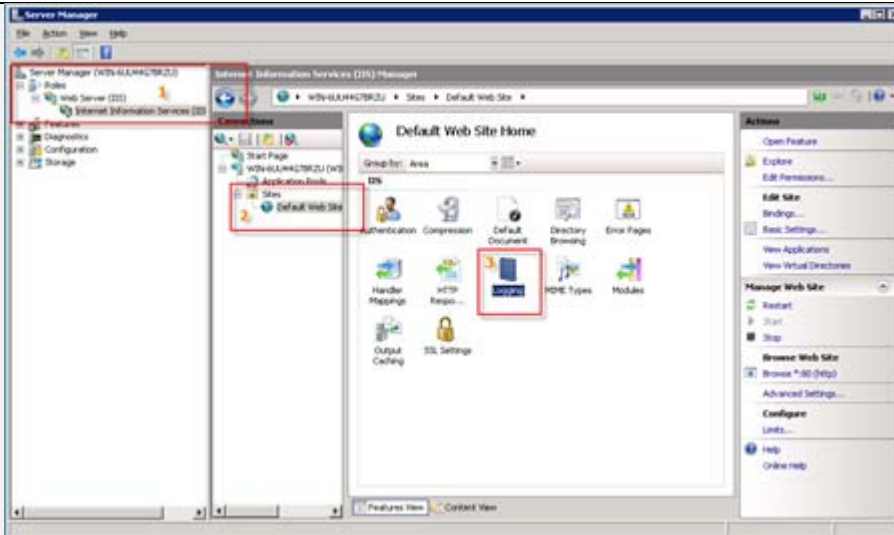 Server Manager
File Action View Help
Server Manager (WIN-6UUH4G7BRZU)
Roles
1
Web Server (IIS)
Internet Information Services (IIS
Features
Diagnostics
Configuration
Storage
Internet Information Services (IIS) Manager
Sites
Default Web Site
Connections
Start Page
Application Pools
Sites
2
Default Web Site
Default Web Site Home
Group by: Area
IIS
Authentication
Compression
Default Document
Directory Browsing
Error Pages
Handler Mappings
HTTP Respo...
3
Logging
MIME Types
Modules
Output Caching
SSL Settings
Features View
Content View
Actions
Open Feature
Explore
Edit Permissions...
Edit Site
Bindings...
Basic Settings...
View Applications
View Virtual Directories
Manage Web Site
Restart
Start
Stop
Browse Web Site
Browse *:80 (http)
Advanced Settings...
Configure
Limits...
Help
Online Help